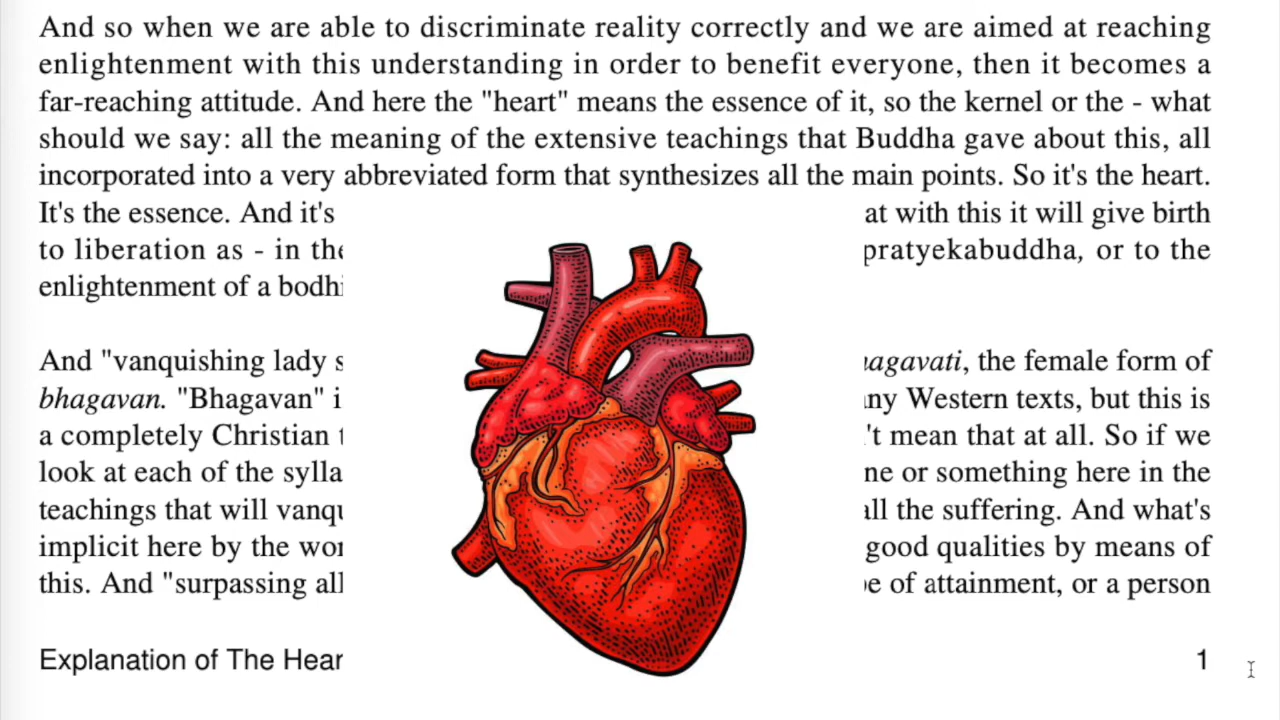 And so when we are able to discriminate reality correctly and we are aimed at reaching
enlightenment with this understanding in order to benefit everyone, then it becomes a
far-reaching attitude. And here the "heart" means the essence of it, so the kernel or the - what
should we say: all the meaning of the extensive teachings that Buddha gave about this, all
incorporated into a very abbreviated form that synthesizes all the main points. So it's the heart.
It's the essence. And it's at with this it will give birth
to liberation as - in the pratyekabuddha, or to the
enlightenment of a bodhi
And "vanquishing lady s agavati, the female form of
bhagavan. "Bhagavan" i ny Western texts, but this is
a completely Christian 't mean that at all. So if we
look at each of the sylla ne or something here in the
teachings that will vanqu all the suffering. And what's
implicit here by the wor good qualities by means of
this. And "surpassing all e of attainment, or a person
Explanation of The Hear 1